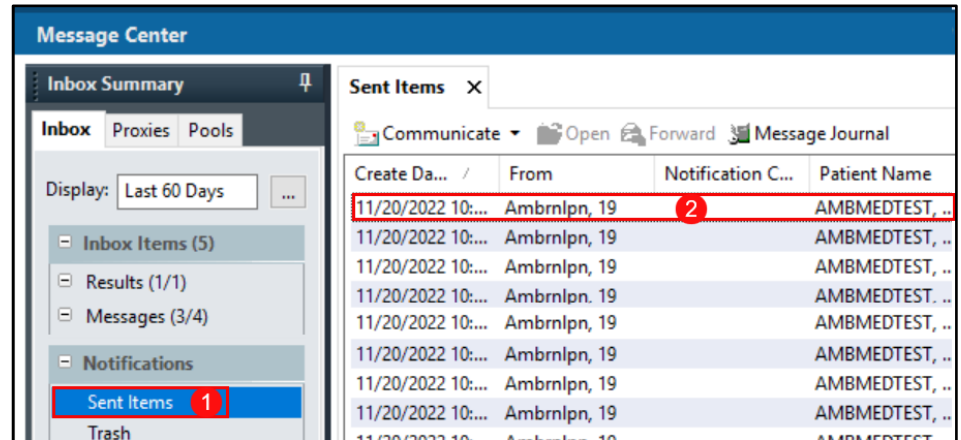 Message Center
Inbox Summary
Inbox Proxies Pools
Display: Last 60 Days ...
Inbox Items (5)
Results (1/1)
Messages (3/4)
Notifications
Sent Items 1
Trash
Sent Items X
Communicate Open Forward Message Journal
Create Da... From Notification C... Patient Name
11/20/2022 10:... Ambrnlpn, 19 2 AMBMEDTEST, ..
11/20/2022 10:... Ambrnlpn, 19 AMBMEDTEST, ..
11/20/2022 10:... Ambrnlpn, 19 AMBMEDTEST, ..
11/20/2022 10:... Ambrnlpn, 19 AMBMEDTEST, ..
11/20/2022 10:... Ambrnlpn, 19 AMBMEDTEST, ..
11/20/2022 10:... Ambrnlpn, 19 AMBMEDTEST, ..
11/20/2022 10:... Ambrnlpn, 19 AMBMEDTEST, ..
11/20/2022 10:... Ambrnlpn, 19 AMBMEDTEST, ..